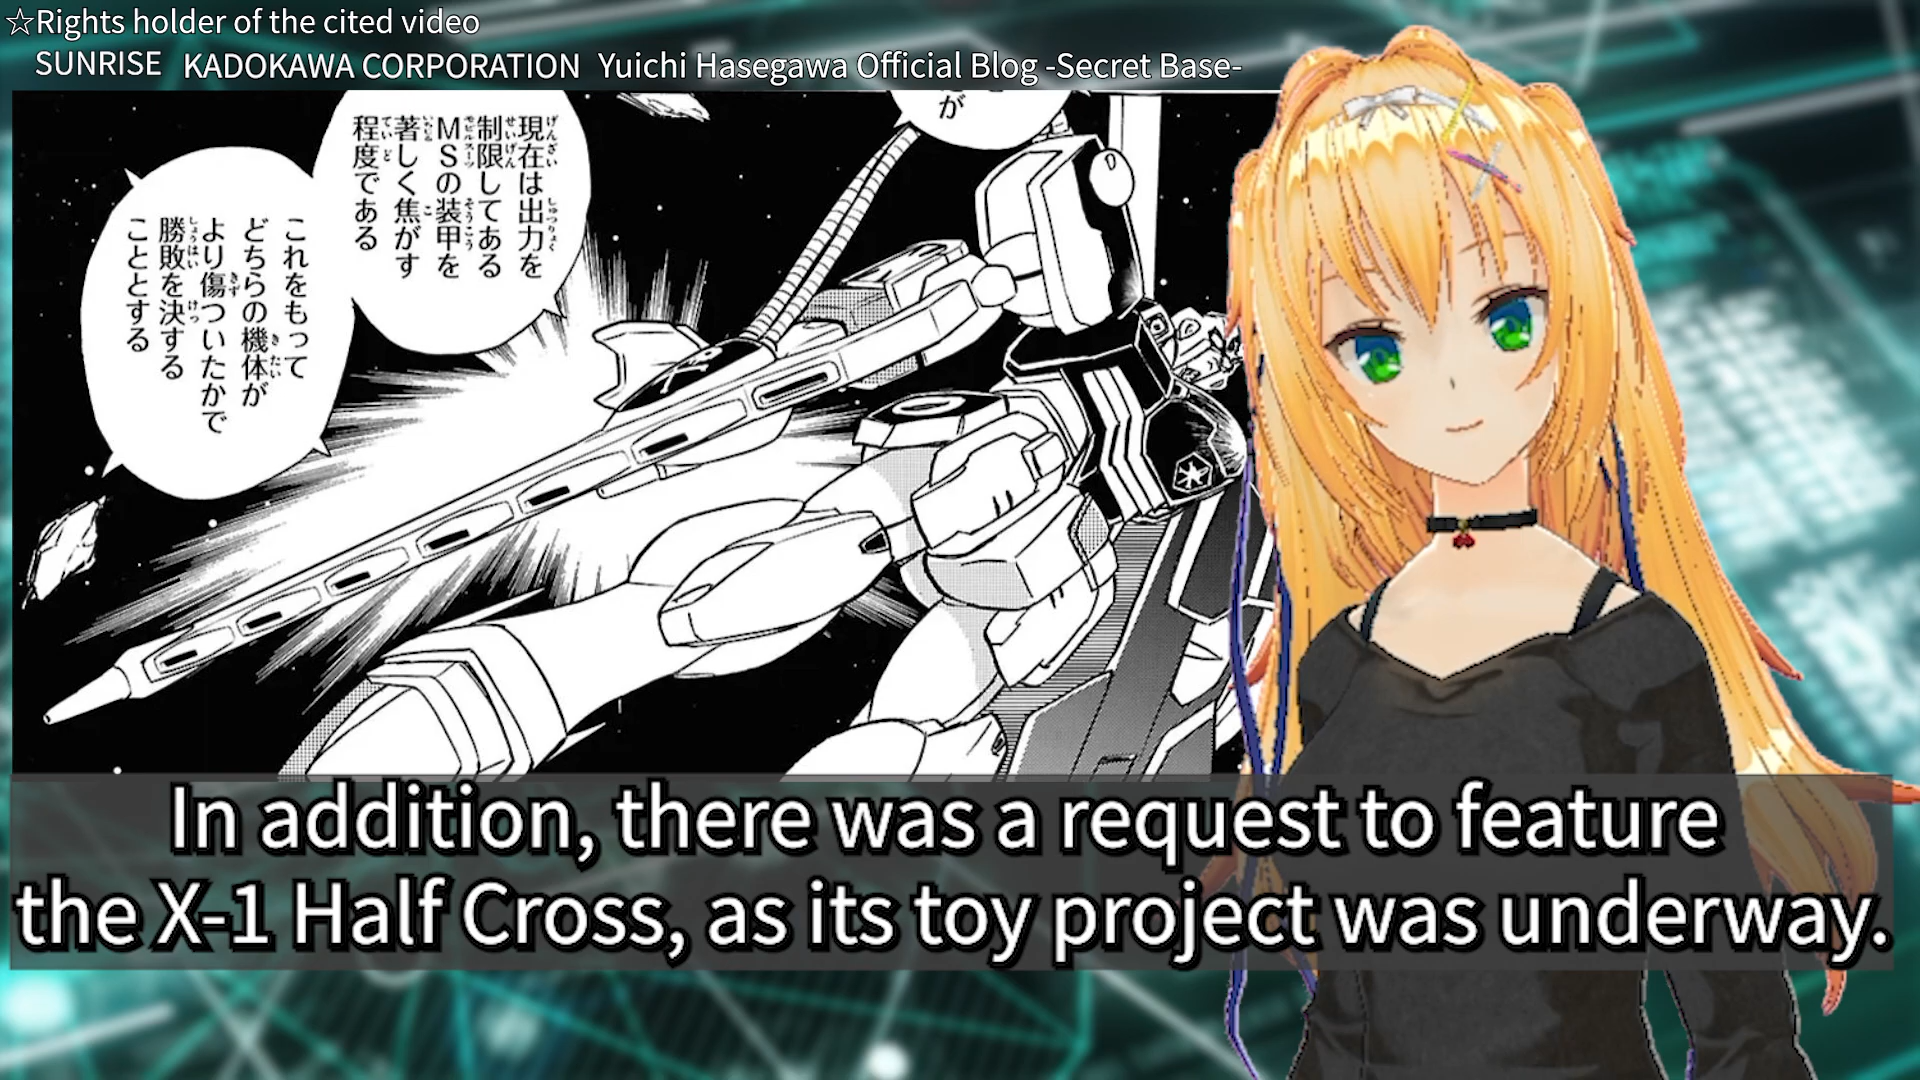 ☆Rights holder of the cited video
SUNRISE KADOKAWA CORPORATION Yuichi Hasegawa Official Blog -Secret Base-
が
現在は出力を
制限してある
MSの装甲を
著しく焦がす
程度である
これをもって
どちらの機体が
より傷ついたかで
勝敗を決する
こととする
In addition, there was a request to feature
the X-1 Half Cross, as its toy project was underway.